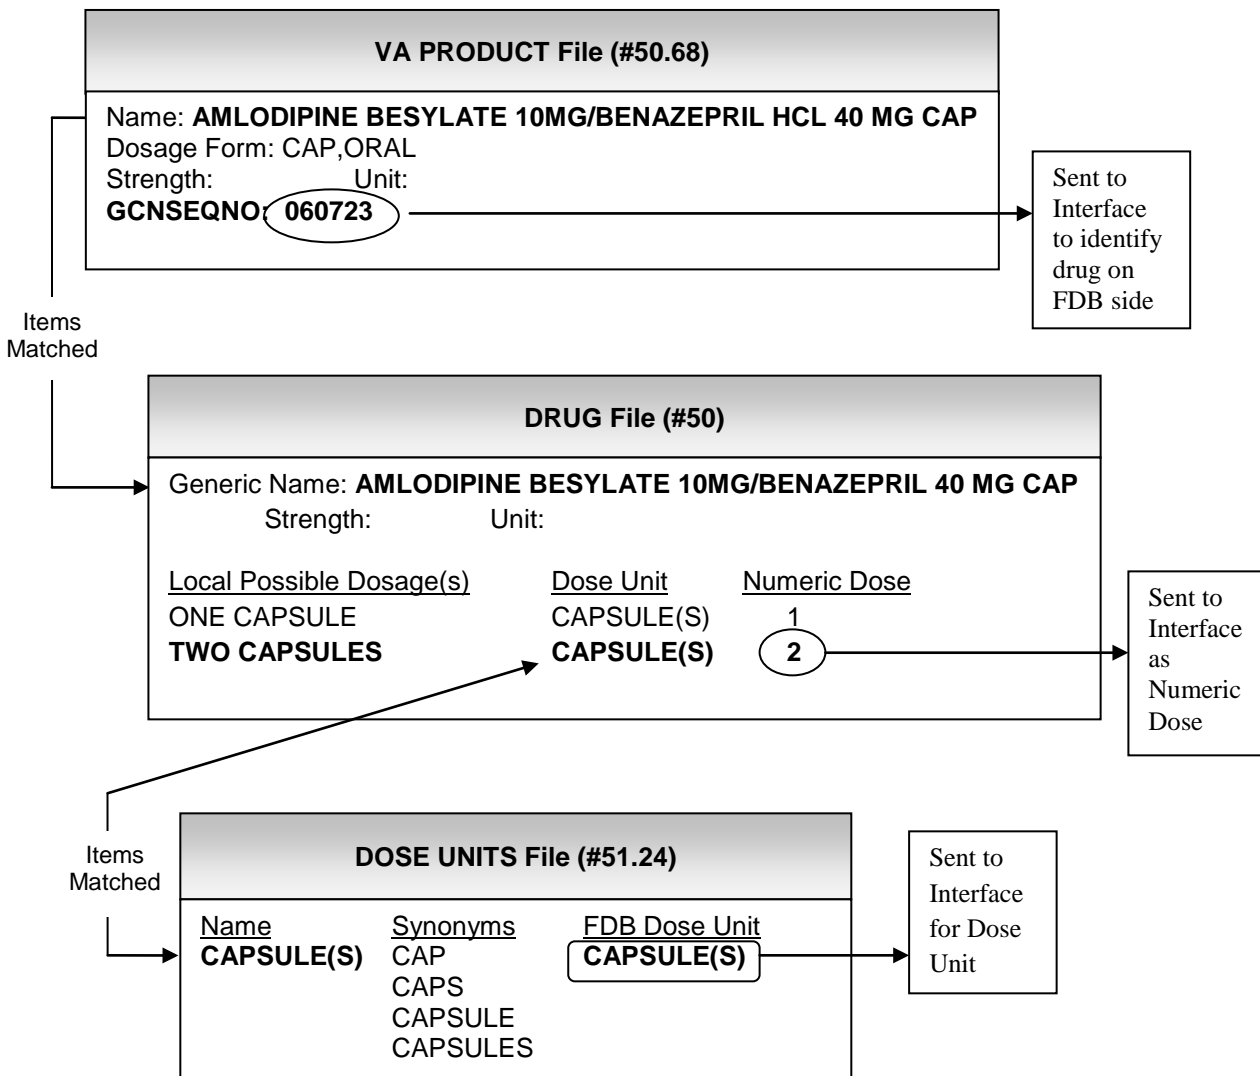 VA PRODUCT File (#50.68)
Name: AMLODIPINE BESYLATE 10MG/BENAZEPRIL HCL 40 MG CAP
Dosage Form: CAP,ORAL
Strength: Unit:
GCNSEQNO: 060723
Sent to
Interface
to identify
drug on
FDB side
Items
Matched
DRUG File (#50)
Generic Name: AMLODIPINE BESYLATE 10MG/BENAZEPRIL 40 MG CAP
Strength: Unit:
Local Possible Dosage(s) Dose Unit Numeric Dose
ONE CAPSULE CAPSULE(S) 1
TWO CAPSULES CAPSULE(S) 2
Sent to
Interface
as
Numeric
Dose
Items
Matched
DOSE UNITS File (#51.24)
Name Synonyms FDB Dose Unit
CAPSULE(S) CAP CAPSULE(S)
CAPS
CAPSULE
CAPSULES
Sent to
Interface
for Dose
Unit